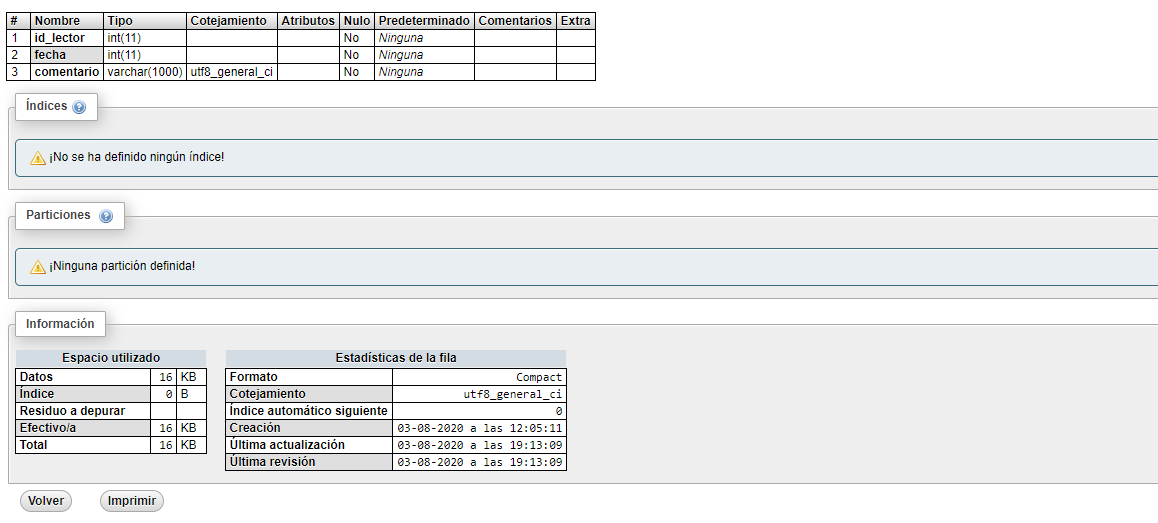 # Nombre Tipo Cotejamiento Atributos Nulo Predeterminado Comentarios Extra
1 id_lector int(11) No Ninguna
2 fecha int(11) No Ninguna
3 comentario varchar(1000) utf8_general_ci No Ninguna
Índices
¡No se ha definido ningún índice!
Particiones
¡Ninguna partición definida!
Información
Espacio utilizado
Datos 16 KB
Índice 0 B
Residuo a depurar
Efectivo/a 16 KB
Total 16 KB
Estadísticas de la fila
Formato Compact
Cotejamiento utf8_general_ci
Índice automático siguiente 0
Creación 03-08-2020 a las 12:05:11
Última actualización 03-08-2020 a las 19:13:09
Última revisión 03-08-2020 a las 19:13:09
Volver Imprimir